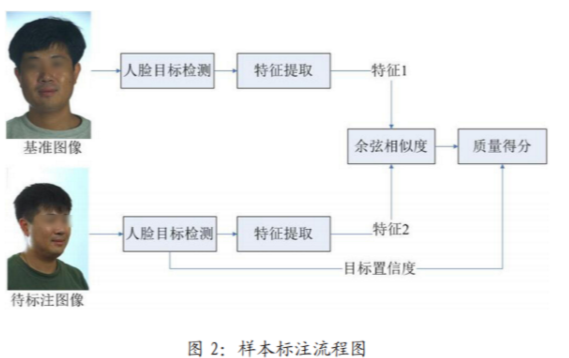 人脸目标检测
特征提取
特征1
基准图像
余弦相似度
质量得分
人脸目标检测
特征提取
特征2
目标置信度
待标注图像
图 2：样本标注流程图